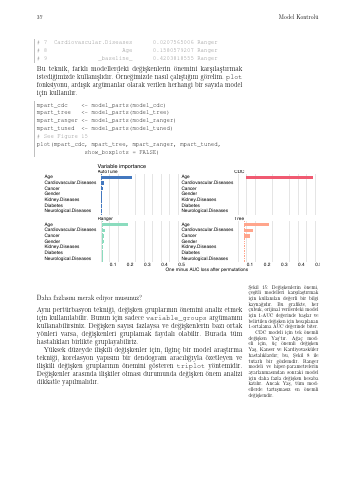 37
Model Kontrolü
# 7 Cardiovascular.Diseases 0.0207963906 Ranger
# 8 Age 0.1580579207 Ranger
# 9 _baseline_ 0.4203818535 Ranger
Bu teknik, farklı modellerdeki değişkenlerin önemini karşılaştırmak
istediğimizde kullanışlıdır. Örneğimizde nasıl çalıştığını görelim. plot
fonksiyonu, ardışık argümanlar olarak verilen herhangi bir sayıda model
için kullanılır.
mpart_cdc <- model_parts(model_cdc)
mpart_tree <- model_parts(model_tree)
mpart_ranger <- model_parts(model_ranger)
mpart_tuned <- model_parts(model_tuned)
# See Figure 15
plot(mpart_cdc, mpart_tree, mpart_ranger, mpart_tuned,
show_boxplots = FALSE)
Variable importance
AutoTune
CDC
Age
Cardiovascular.Diseases
Cancer
Gender
Kidney.Diseases
Diabetes
Neurological.Diseases
Age
Cardiovascular.Diseases
Cancer
Gender
Kidney.Diseases
Diabetes
Neurological.Diseases
Ranger
Tree
Age
Cardiovascular.Diseases
Cancer
Gender
Kidney.Diseases
Diabetes
Neurological.Diseases
Age
Cardiovascular.Diseases
Cancer
Gender
Kidney.Diseases
Diabetes
Neurological.Diseases
0.1 0.2 0.3 0.4 0.5
0.1 0.2 0.3 0.4 0.5
One minus AUC loss after permutations
Daha fazlasını merak ediyor musunuz?
Aynı pertürbasyon tekniği, değişken gruplarının önemini analiz etmek
için kullanılabilir. Bunun için sadece variable_groups argümanını
kullanabilirsiniz. Değişken sayısı fazlaysa ve değişkenlerin bazı ortak
yönleri varsa, değişkenleri gruplamak faydalı olabilir. Burada tüm
hastalıkları birlikte gruplayabiliriz.
Yüksek düzeyde ilişkili değişkenler için, ilginç bir model araştırma
tekniği, korelasyon yapısını bir dendogram aracılığıyla özetleyen ve
ilişkili değişken gruplarının önemini gösteren triplot yöntemidir.
Değişkenler arasında ilişkiler olması durumunda değişken önem analizi
dikkatle yapılmalıdır.
Şekil 15: Değişkenlerin önemi,
çeşitli modelleri karşılaştırmak
için kullanılan değerli bir bilgi
kaynağıdır. Bu grafikte, her
çubuk, orijinal verilerdeki model
için 1-AUC değerinde başlar ve
belirtilen değişken için hesaplanan
1-ortalama AUC değerinde biter.
CDC modeli için tek önemli
değişken Yaş'tır. Ağaç modeli için, üç önemli değişken
Yaş, Kanser ve Kardiyovasküler
hastalıklardır; bu, Şekil 8 ile
tutarlı bir gözlemdir. Ranger
modeli ve hiper-parametrelerin
ayarlanmasından sonraki model
için daha fazla değişken hesaba
katılır. Ancak Yaş, tüm modellerde tartışmasız en önemli
değişkendir.